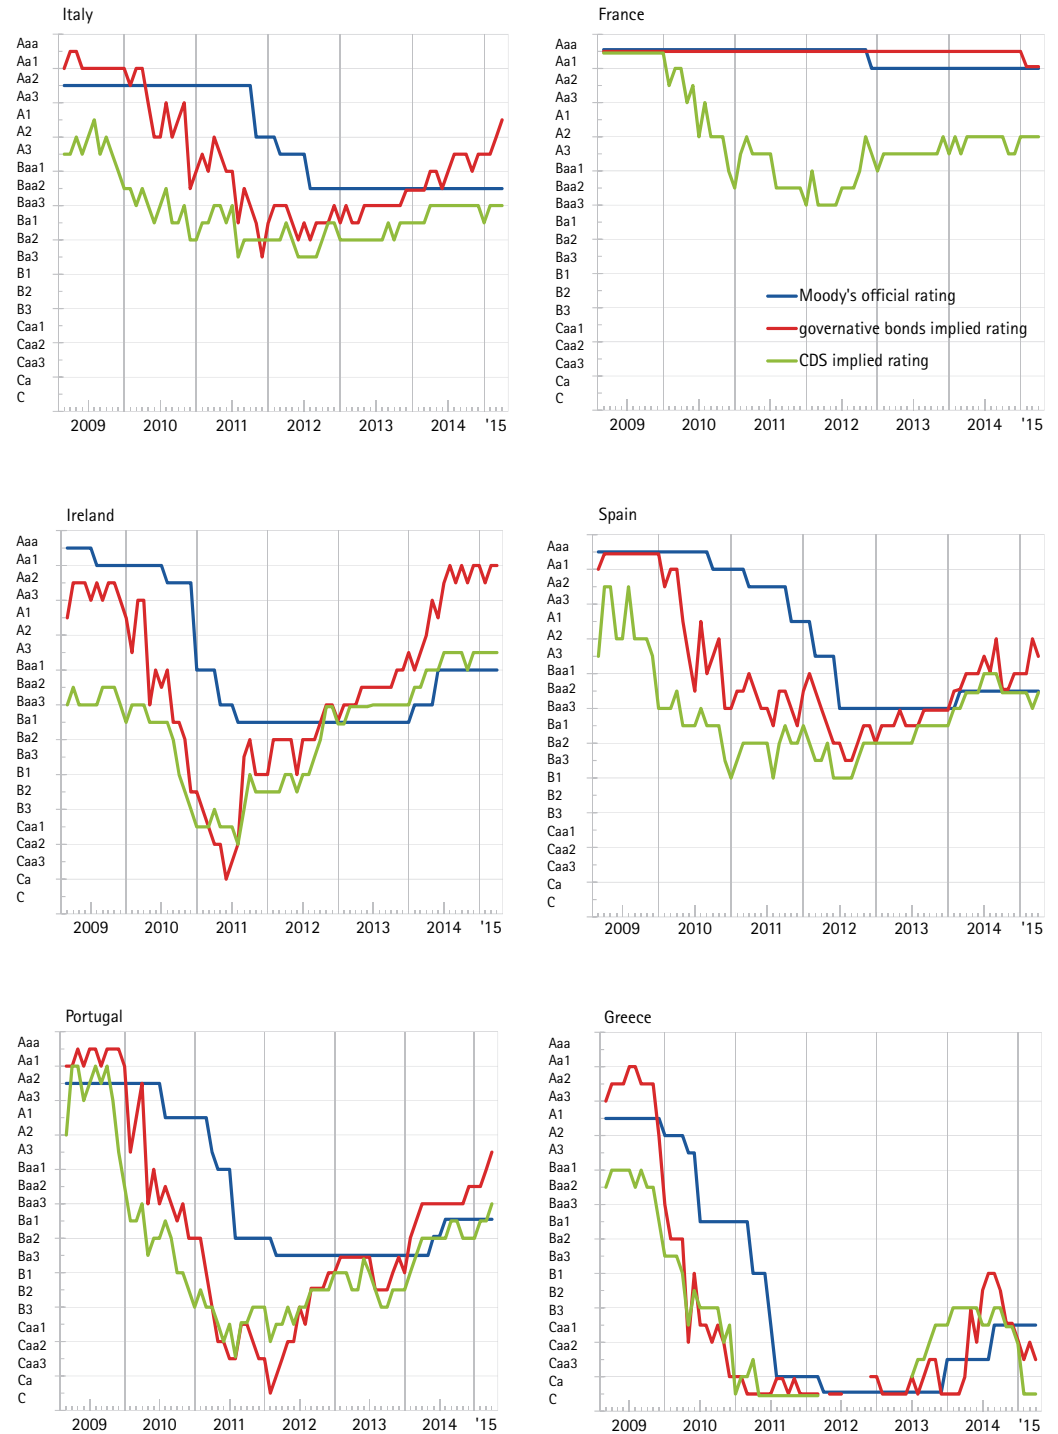 Italy
Aaa
Aa1
Aa2
Aa3
A1
A2
A3
Baa1
Baa2
Baa3
Ba1
Ba2
Ba3
B1
B2
B3
Caa1
Caa2
Caa3
Ca
C
2009 2010 2011 2012 2013 2014 '15
France
Aaa
Aa1
Aa2
Aa3
A1
A2
A3
Baa1
Baa2
Baa3
Ba1
Ba2
Ba3
B1
B2
B3
Caa1
Caa2
Caa3
Ca
C
Moody's official rating
governative bonds implied rating
CDS implied rating
2009 2010 2011 2012 2013 2014 '15
Ireland
Aaa
Aa1
Aa2
Aa3
A1
A2
A3
Baa1
Baa2
Baa3
Ba1
Ba2
Ba3
B1
B2
B3
Caa1
Caa2
Caa3
Ca
C
2009 2010 2011 2012 2013 2014 '15
Spain
Aaa
Aa1
Aa2
Aa3
A1
A2
A3
Baa1
Baa2
Baa3
Ba1
Ba2
Ba3
B1
B2
B3
Caa1
Caa2
Caa3
Ca
C
2009 2010 2011 2012 2013 2014 '15
Portugal
Aaa
Aa1
Aa2
Aa3
A1
A2
A3
Baa1
Baa2
Baa3
Ba1
Ba2
Ba3
B1
B2
B3
Caa1
Caa2
Caa3
Ca
C
2009 2010 2011 2012 2013 2014 '15
Greece
Aaa
Aa1
Aa2
Aa3
A1
A2
A3
Baa1
Baa2
Baa3
Ba1
Ba2
Ba3
B1
B2
B3
Caa1
Caa2
Caa3
Ca
C
2009 2010 2011 2012 2013 2014 '15